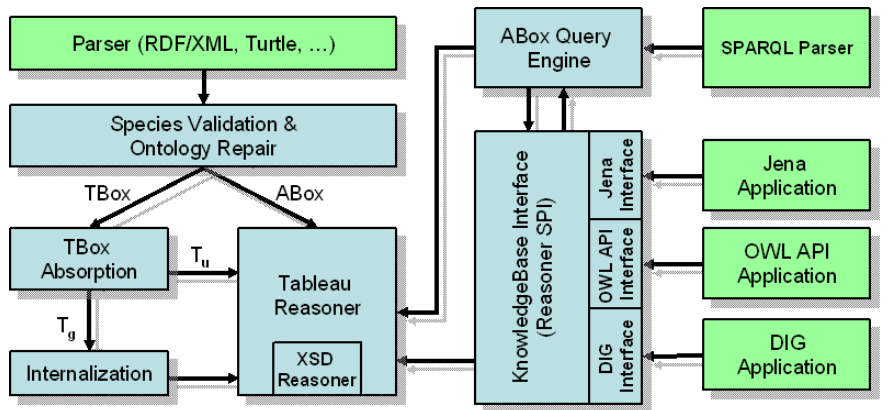 Parser (RDF/XML, Turtle, …)
Species Validation &
Ontology Repair
TBox
ABox
TBox
Absorption
Tu
Tg
Internalization
Tableau
Reasoner
XSD
Reasoner
ABox Query
Engine
KnowledgeBase Interface
(Reasoner SPI)
Jena
Interface
OWL API
Interface
DIG
Interface
SPARQL Parser
Jena
Application
OWL API
Application
DIG
Application